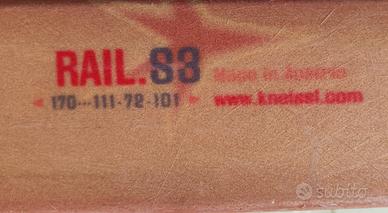 RAIL..S3
Made in Austria
170---111-72-101
www.kneissl.com
subito